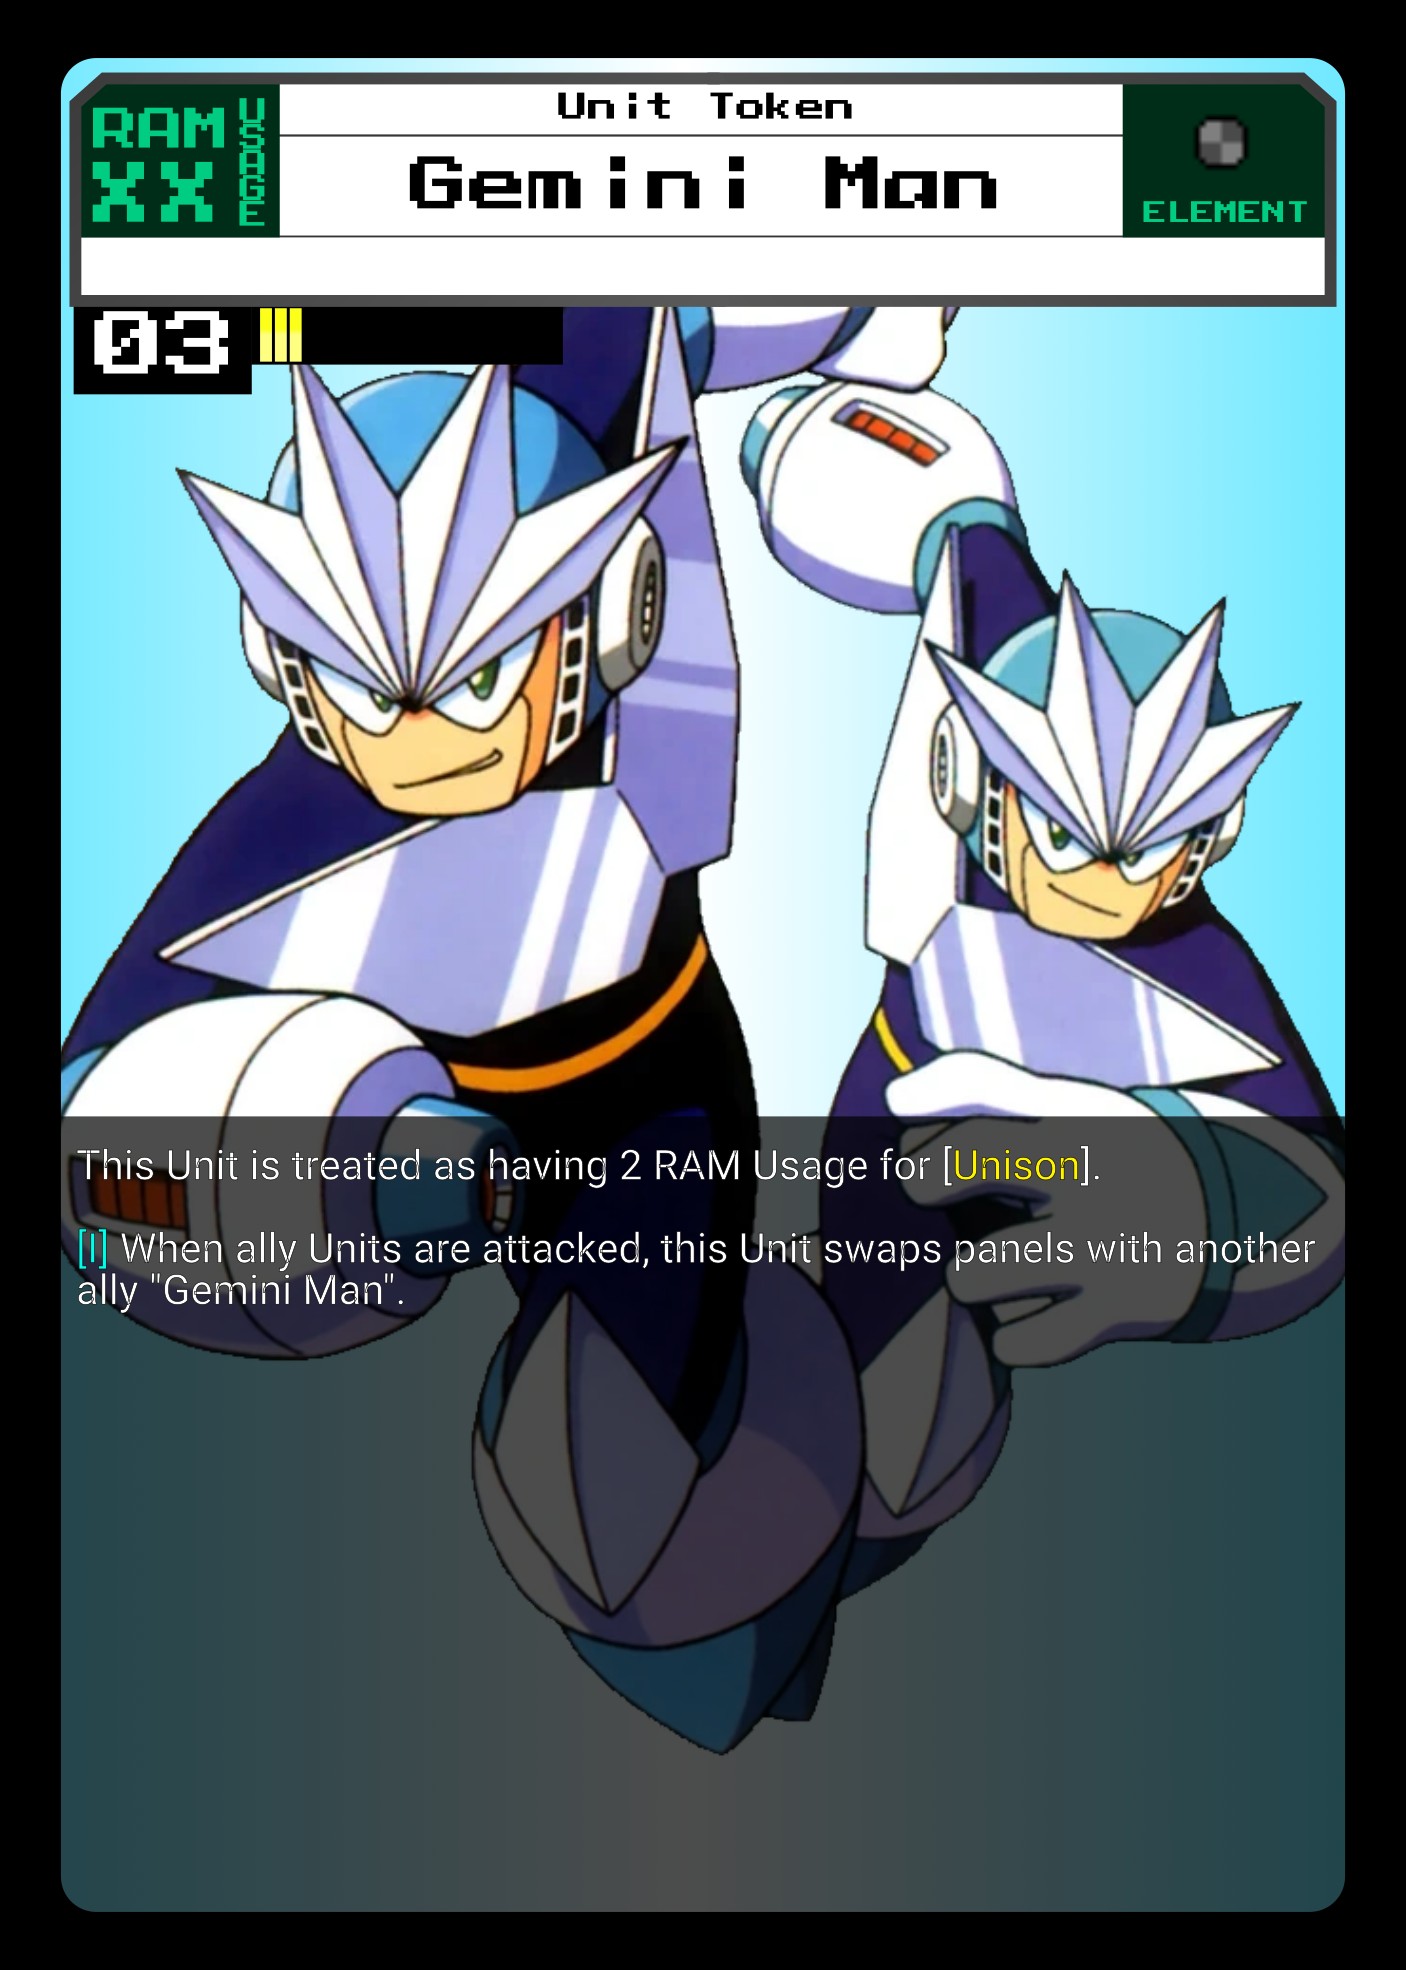 Unit Token
RAM
USAGE
XX
Gemini Man
ELEMENT
03
This Unit is treated as having 2 RAM Usage for [Unison].
[I] When ally Units are attacked, this Unit swaps panels with another
ally "Gemini Man".